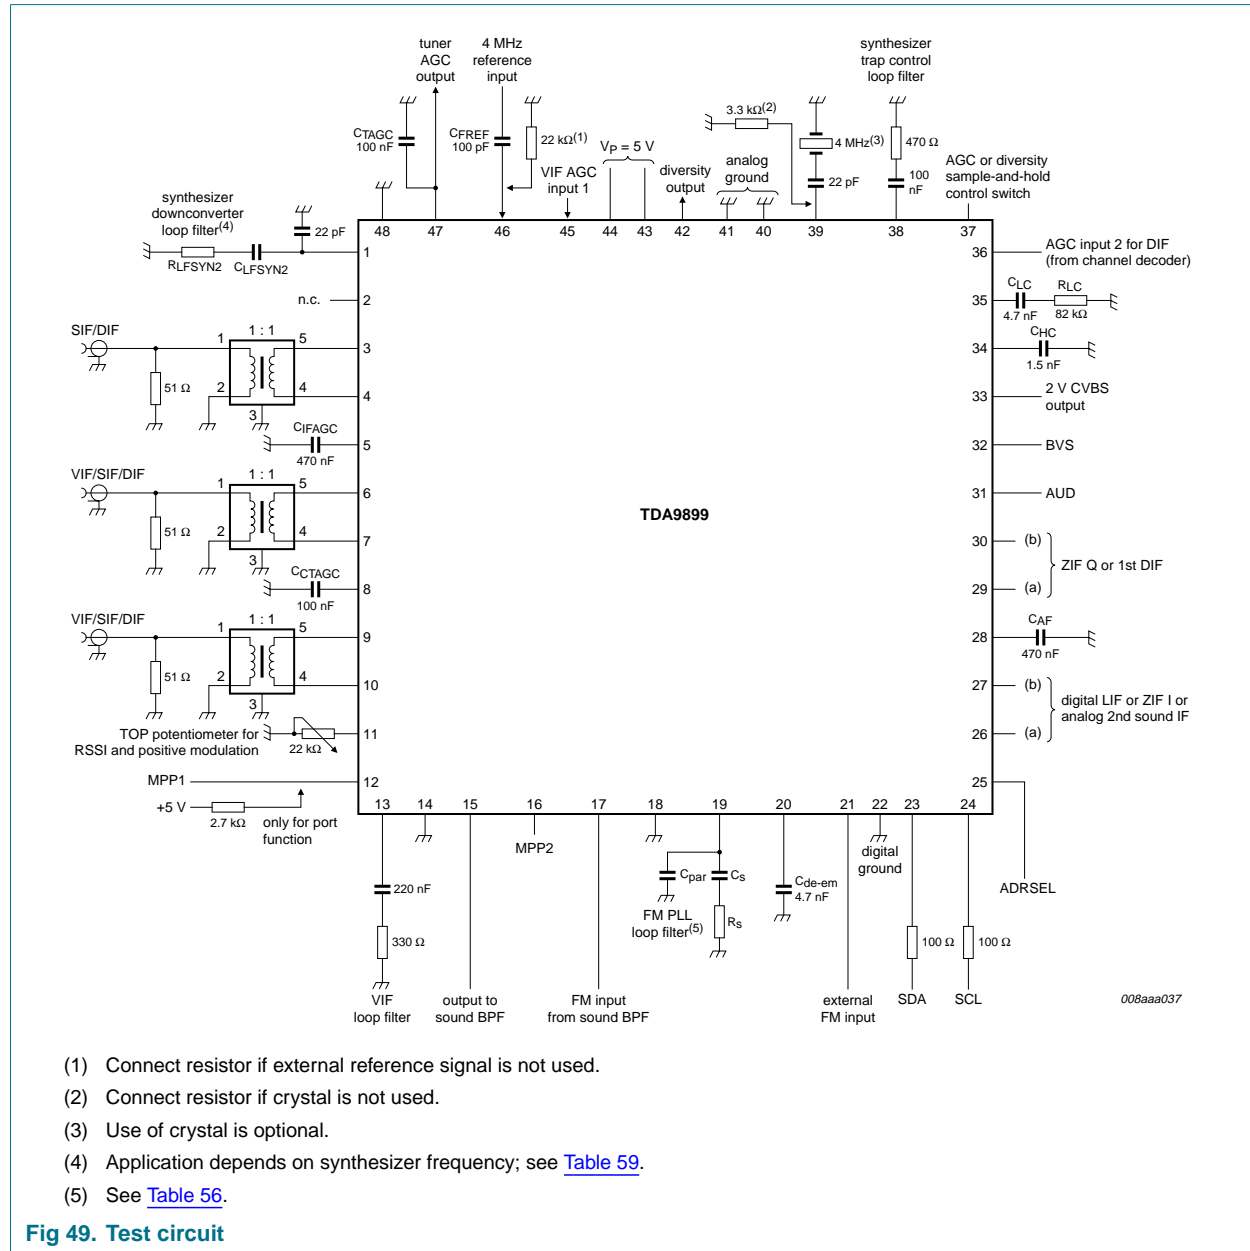 tuner
AGC
output
4 MHz
reference
input
synthesizer
trap control
loop filter
CTAGC
100 nF
CFREF
100 pF
22 kΩ(1)
3.3 kΩ(2)
4 MHz(3)
470 Ω
VP = 5 V
VIF AGC
input 1
diversity
output
analog
ground
22 pF
100
nF
AGC or diversity
sample-and-hold
control switch
synthesizer
downconverter
loop filter(4)
22 pF
RLFSYN2
CLFSYN2
48
47
46
45
44
43
42
41
40
39
38
37
1
36
AGC input 2 for DIF
(from channel decoder)
n.c.
2
35
CLC
4.7 nF
RLC
82 kΩ
SIF/DIF
1
1 : 1
5
3
34
CHC
1.5 nF
51 Ω
2
4
3
4
33
2 V CVBS
output
CIFAGC
470 nF
5
32
BVS
VIF/SIF/DIF
1
1 : 1
5
6
31
AUD
TDA9899
51 Ω
2
4
3
7
30
(b)
ZIF Q or 1st DIF
CCTAGC
100 nF
8
29
(a)
VIF/SIF/DIF
1
1 : 1
5
9
28
CAF
470 nF
51 Ω
2
4
3
10
27
(b)
digital LIF or ZIF I or
analog 2nd sound IF
TOP potentiometer for
RSSI and positive modulation
22 kΩ
11
26
(a)
MPP1
12
25
+5 V
2.7 kΩ
only for port
function
13
14
15
16
17
18
19
20
21
22
23
24
MPP2
digital
ground
ADRSEL
220 nF
330 Ω
Cpar
Cs
FM PLL
loop filter(5)
Rs
Cde-em
4.7 nF
100 Ω
100 Ω
VIF
loop filter
output to
sound BPF
FM input
from sound BPF
external
FM input
SDA
SCL
008aaa037
(1) Connect resistor if external reference signal is not used.
(2) Connect resistor if crystal is not used.
(3) Use of crystal is optional.
(4) Application depends on synthesizer frequency; see Table 59.
(5) See Table 56.
Fig 49. Test circuit